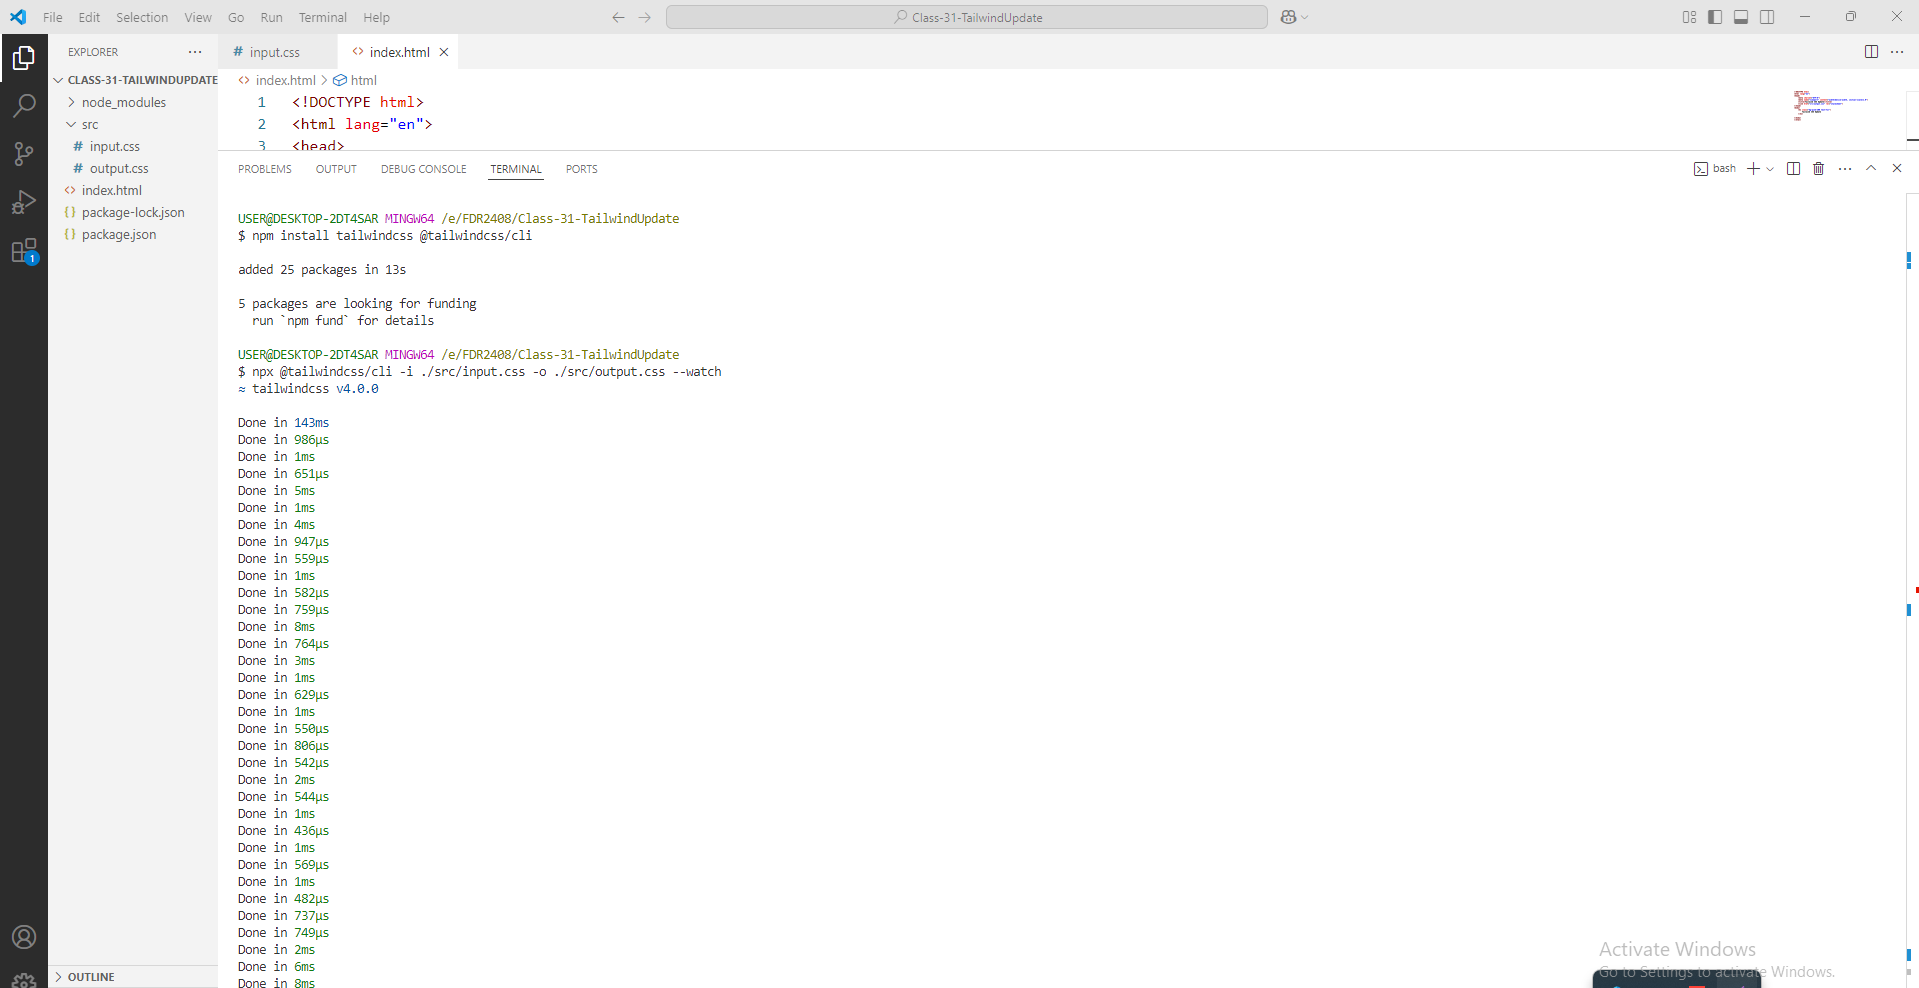 File Edit Selection View Go Run Terminal Help
Class-31-TailwindUpdate
EXPLORER
CLASS-31-TAILWINDUPDATE
node_modules
src
input.css
output.css
index.html
package-lock.json
package.json
1
OUTLINE
input.css
index.html
index.html > html
1 <!DOCTYPE html>
2 <html lang="en">
3 <head>
PROBLEMS OUTPUT DEBUG CONSOLE TERMINAL PORTS
bash
USER@DESKTOP-2DT4SAR MINGW64 /e/FDR2408/Class-31-TailwindUpdate
$ npm install tailwindcss @tailwindcss/cli
added 25 packages in 13s
5 packages are looking for funding
run `npm fund` for details
USER@DESKTOP-2DT4SAR MINGW64 /e/FDR2408/Class-31-TailwindUpdate
$ npx @tailwindcss/cli -i ./src/input.css -o ./src/output.css --watch
≈ tailwindcss v4.0.0
Done in 143ms
Done in 986µs
Done in 1ms
Done in 651µs
Done in 5ms
Done in 1ms
Done in 4ms
Done in 947µs
Done in 559µs
Done in 1ms
Done in 582µs
Done in 759µs
Done in 8ms
Done in 764µs
Done in 3ms
Done in 1ms
Done in 629µs
Done in 1ms
Done in 550µs
Done in 806µs
Done in 542µs
Done in 2ms
Done in 544µs
Done in 1ms
Done in 436µs
Done in 1ms
Done in 569µs
Done in 1ms
Done in 482µs
Done in 737µs
Done in 749µs
Done in 2ms
Done in 6ms
Done in 8ms
Activate Windows
Go to Settings to activate Windows.